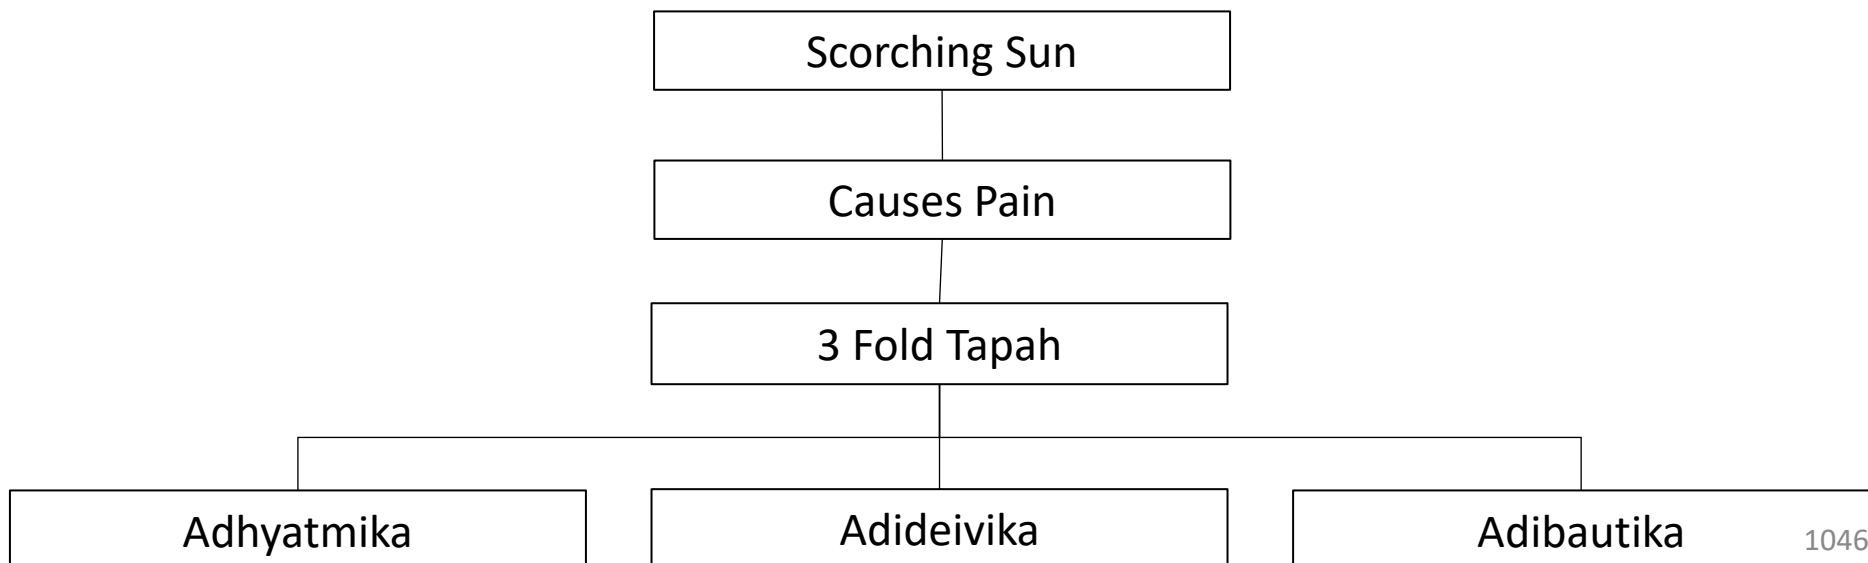 Scorching Sun
Causes Pain
3 Fold Tapah
Adhyatmika
Adideivika
Adibautika
1046